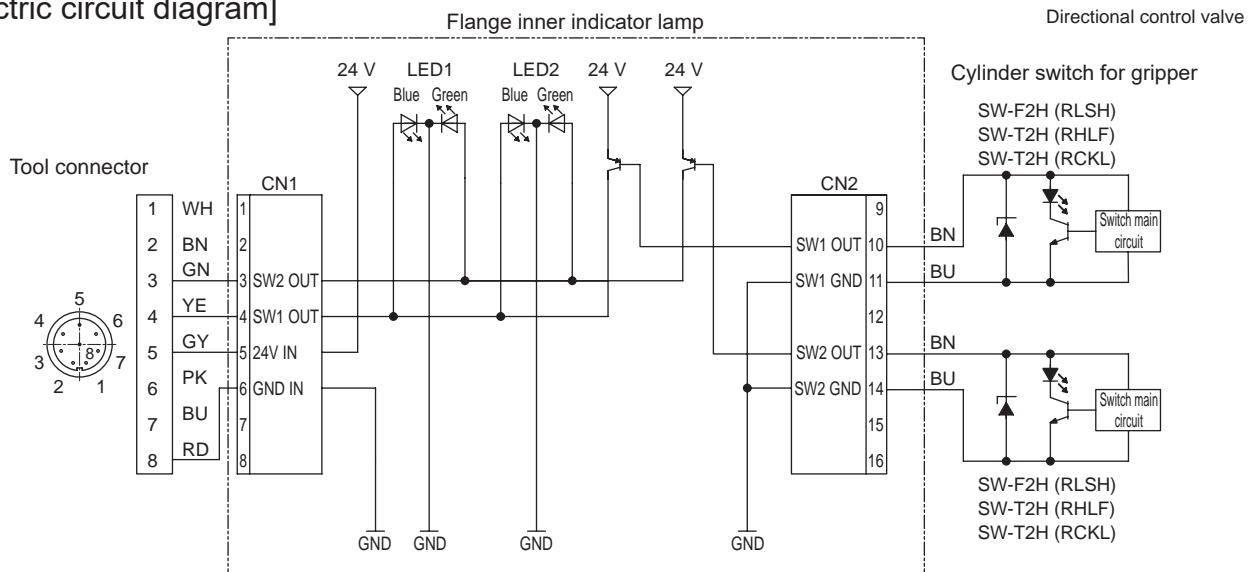 ctric circuit diagram]
Flange inner indicator lamp
Directional control valve
24 V LED1 LED2 24 V 24 V
Blue Green Blue Green
Cylinder switch for gripper
SW-F2H (RLSH)
SW-T2H (RHLF)
SW-T2H (RCKL)
Tool connector
CN1
CN2
1 WH 1
2 BN 2
3 GN 3 SW2 OUT
4 YE 4 SW1 OUT
5 GY 5 24V IN
6 PK 6 GND IN
7 BU 7
8 RD 8
9
SW1 OUT 10 BN
SW1 GND 11 BU
12
SW2 OUT 13 BN
SW2 GND 14 BU
15
16
Switch main
circuit
Switch main
circuit
5
4 6
3 8 7
2 1
SW-F2H (RLSH)
SW-T2H (RHLF)
SW-T2H (RCKL)
GND GND GND GND